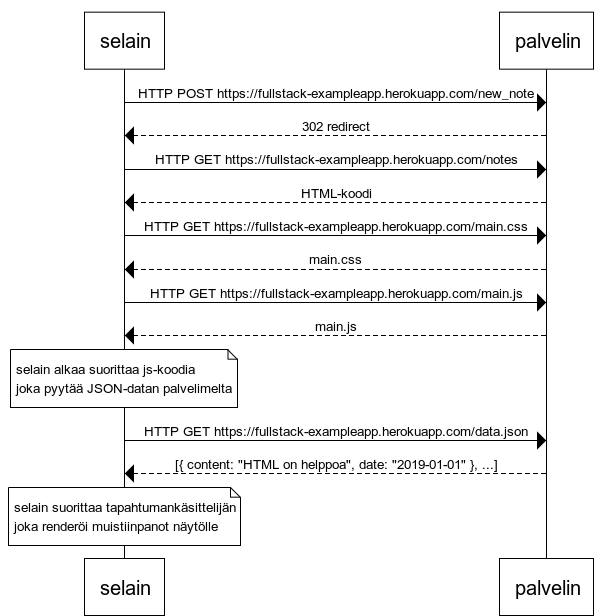 selain palvelin
HTTP POST https://fullstack-exampleapp.herokuapp.com/new_note
302 redirect
HTTP GET https://fullstack-exampleapp.herokuapp.com/notes
HTML-koodi
HTTP GET https://fullstack-exampleapp.herokuapp.com/main.css
main.css
HTTP GET https://fullstack-exampleapp.herokuapp.com/main.js
main.js
selain alkaa suorittaa js-koodia
joka pyytää JSON-datan palvelimelta
HTTP GET https://fullstack-exampleapp.herokuapp.com/data.json
[{ content: "HTML on helppoa", date: "2019-01-01" }, ...]
selain suorittaa tapahtumankäsittelijän
joka renderöi muistiinpanot näytölle
selain palvelin